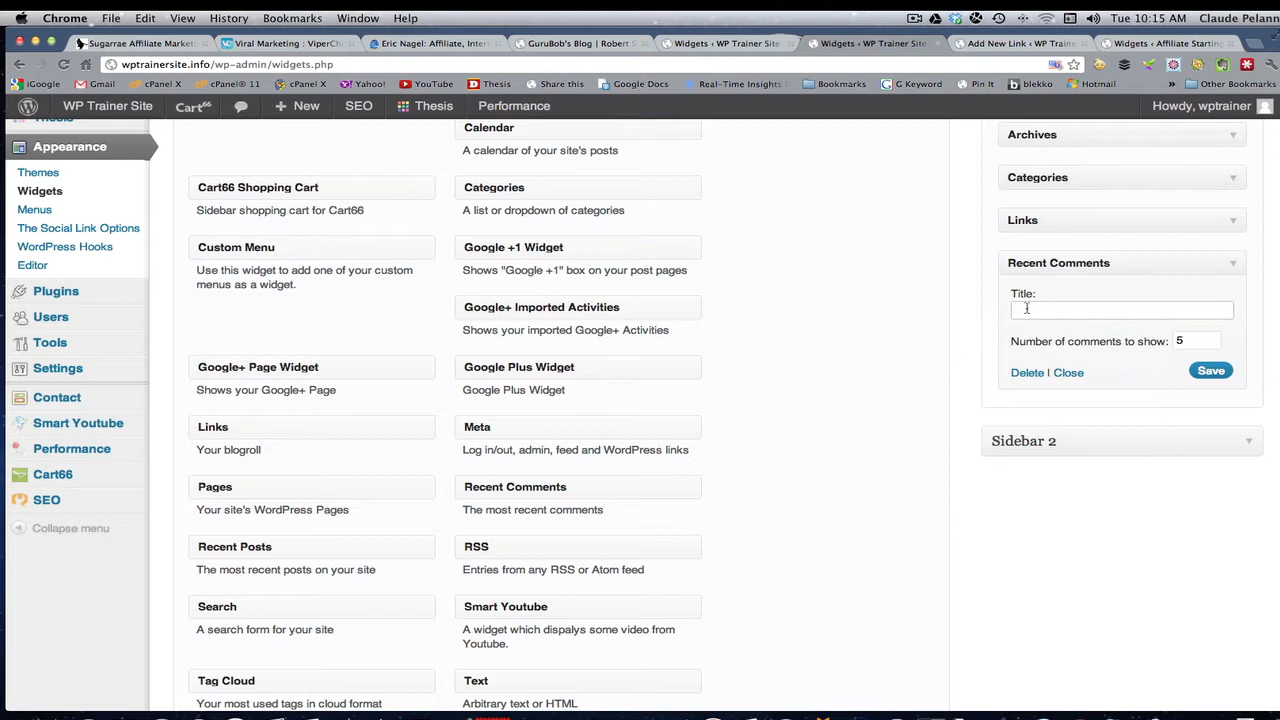 Chrome File Edit View History Bookmarks Window Help Tue 10:15 AM Claude Pelann
Sugarrae Affiliate Market
Viral Marketing : ViperCh
Eric Nagel: Affiliate, Inter
GuruBob's Blog | Robert S
Widgets ‹ WP Trainer Site
Widgets ‹ WP Trainer Site
Add New Link ‹ WP Traine
Widgets ‹ Affiliate Starting
wptrainersite.info/wp-admin/widgets.php
iGoogle Gmail cPanel X cPanel® 11 cPanel X Yahoo! YouTube Thesis Share this Google Docs Real-Time Insights Bookmarks G Keyword Pin It blekko Hotmail » Other Bookmarks
WP Trainer Site Cart66 + New SEO Thesis Performance Howdy, wptrainer
Thesis
Appearance
Themes
Widgets
Menus
The Social Link Options
WordPress Hooks
Editor
Plugins
Users
Tools
Settings
Contact
Smart Youtube
Performance
Cart66
SEO
Collapse menu
Calendar
A calendar of your site's posts
Cart66 Shopping Cart
Sidebar shopping cart for Cart66
Categories
A list or dropdown of categories
Custom Menu
Use this widget to add one of your custom
menus as a widget.
Google +1 Widget
Shows "Google +1" box on your post pages
Google+ Imported Activities
Shows your imported Google+ Activities
Google+ Page Widget
Shows your Google+ Page
Google Plus Widget
Google Plus Widget
Links
Your blogroll
Meta
Log in/out, admin, feed and WordPress links
Pages
Your site's WordPress Pages
Recent Comments
The most recent comments
Recent Posts
The most recent posts on your site
RSS
Entries from any RSS or Atom feed
Search
A search form for your site
Smart Youtube
A widget which dispalys some video from
Youtube.
Tag Cloud
Your most used tags in cloud format
Text
Arbitrary text or HTML
Archives
Categories
Links
Recent Comments
Title:
Number of comments to show: 5
Delete | Close Save
Sidebar 2